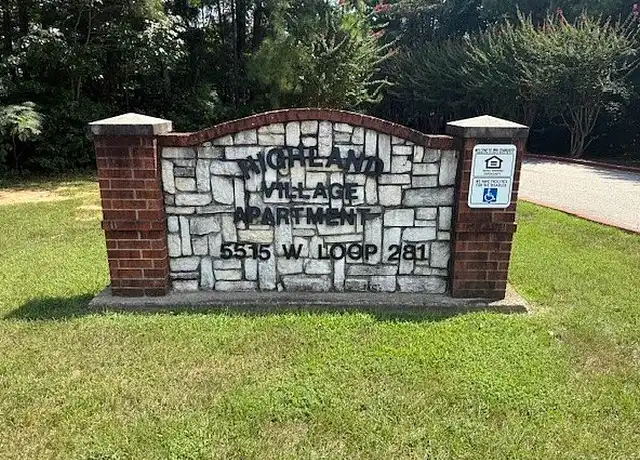 HIGHLAND
VILLAGE
APARTMENT
5515 W LOOP 281